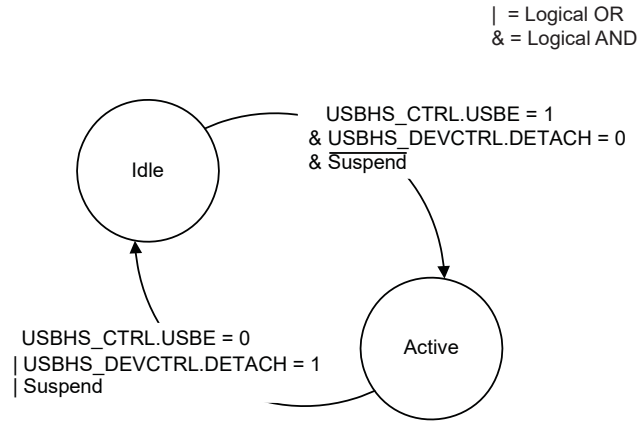 | = Logical OR
& = Logical AND
USBHS_CTRL.USBE = 1
& USBHS_DEVCTRL.DETACH = 0
& Suspend
Idle
Active
USBHS_CTRL.USBE = 0
| USBHS_DEVCTRL.DETACH = 1
| Suspend